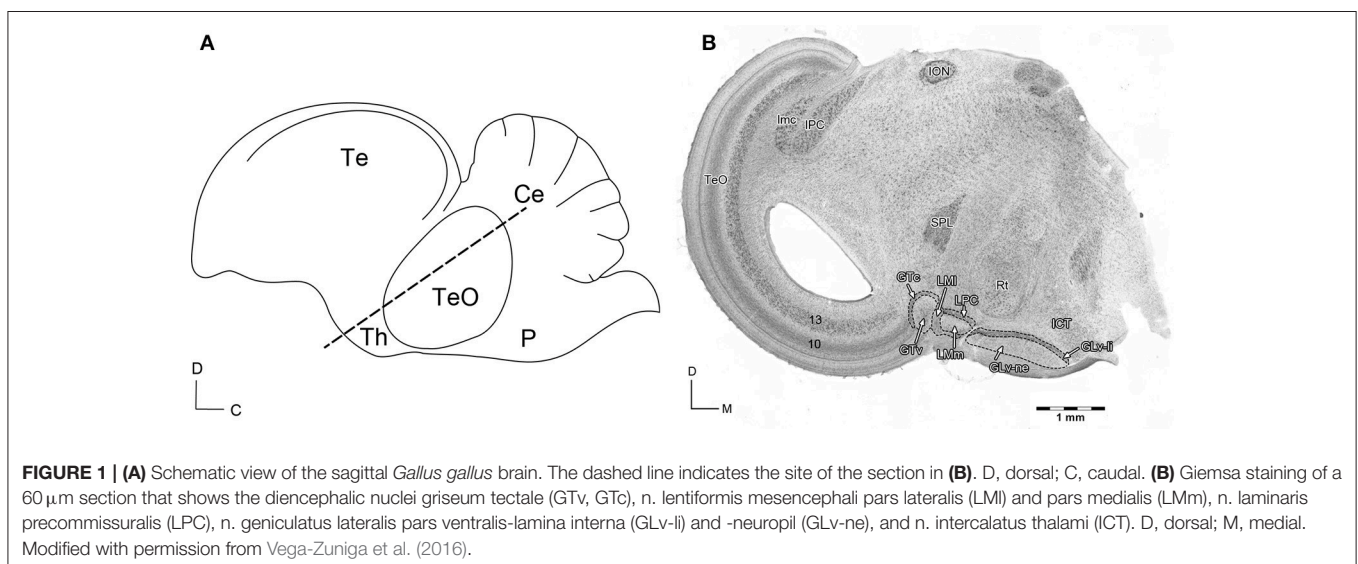 A
Te
Ce
TeO
Th
P
D
C
B
ION
Imc
IPC
TeO
SPL
GTc
LMl
LPC
Rt
13
ICT
10
GTv
LMm
GLv-ne
GLv-li
D
M
1 mm
FIGURE 1 | (A) Schematic view of the sagittal Gallus gallus brain. The dashed line indicates the site of the section in (B). D, dorsal; C, caudal. (B) Giemsa staining of a
60 μm section that shows the diencephalic nuclei griseum tectale (GTv, GTc), n. lentiformis mesencephali pars lateralis (LMl) and pars medialis (LMm), n. laminaris
precommissuralis (LPC), n. geniculatus lateralis pars ventralis-lamina interna (GLv-li) and -neuropil (GLv-ne), and n. intercalatus thalami (ICT). D, dorsal; M, medial.
Modified with permission from Vega-Zuniga et al. (2016).